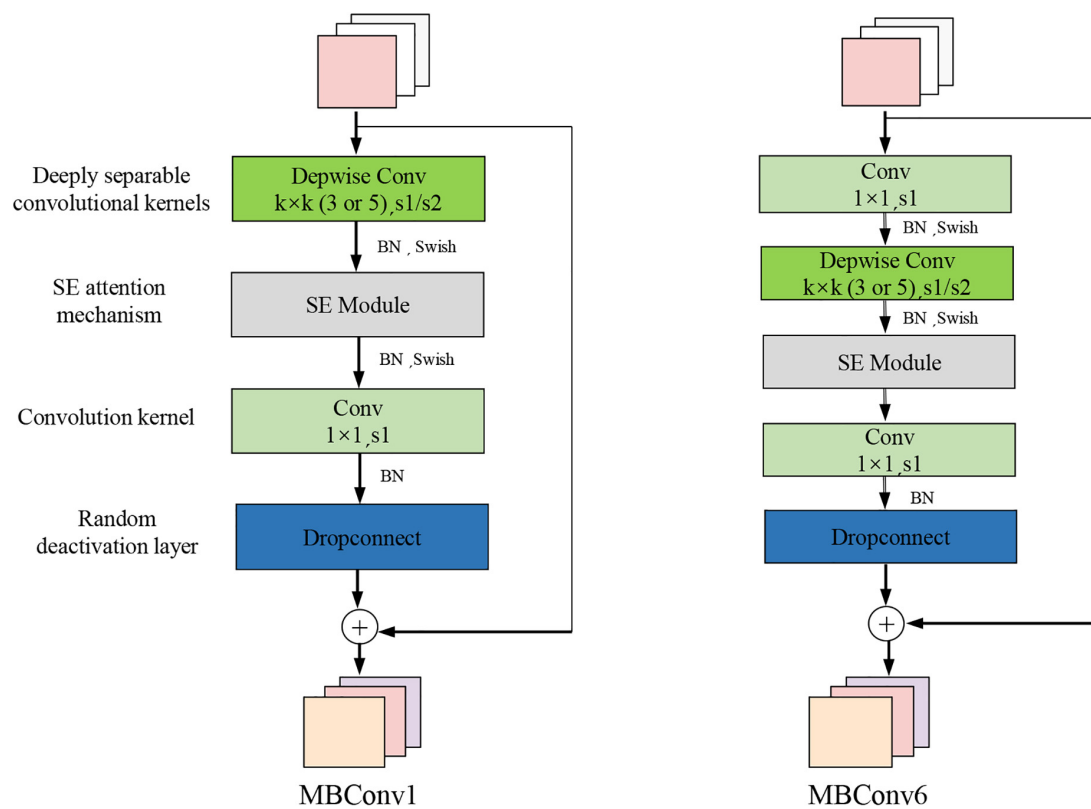 Deeply separable
convolutional kernels
Depwise Conv
k×k (3 or 5),s1/s2
BN ,Swish
SE attention
mechanism
SE Module
BN ,Swish
Convolution kernel
Conv
1×1,s1
BN
Random
deactivation layer
Dropconnect
+
MBConv1
Conv
1×1,s1
BN ,Swish
Depwise Conv
k×k (3 or 5),s1/s2
BN ,Swish
SE Module
Conv
1×1,s1
BN
Dropconnect
+
MBConv6